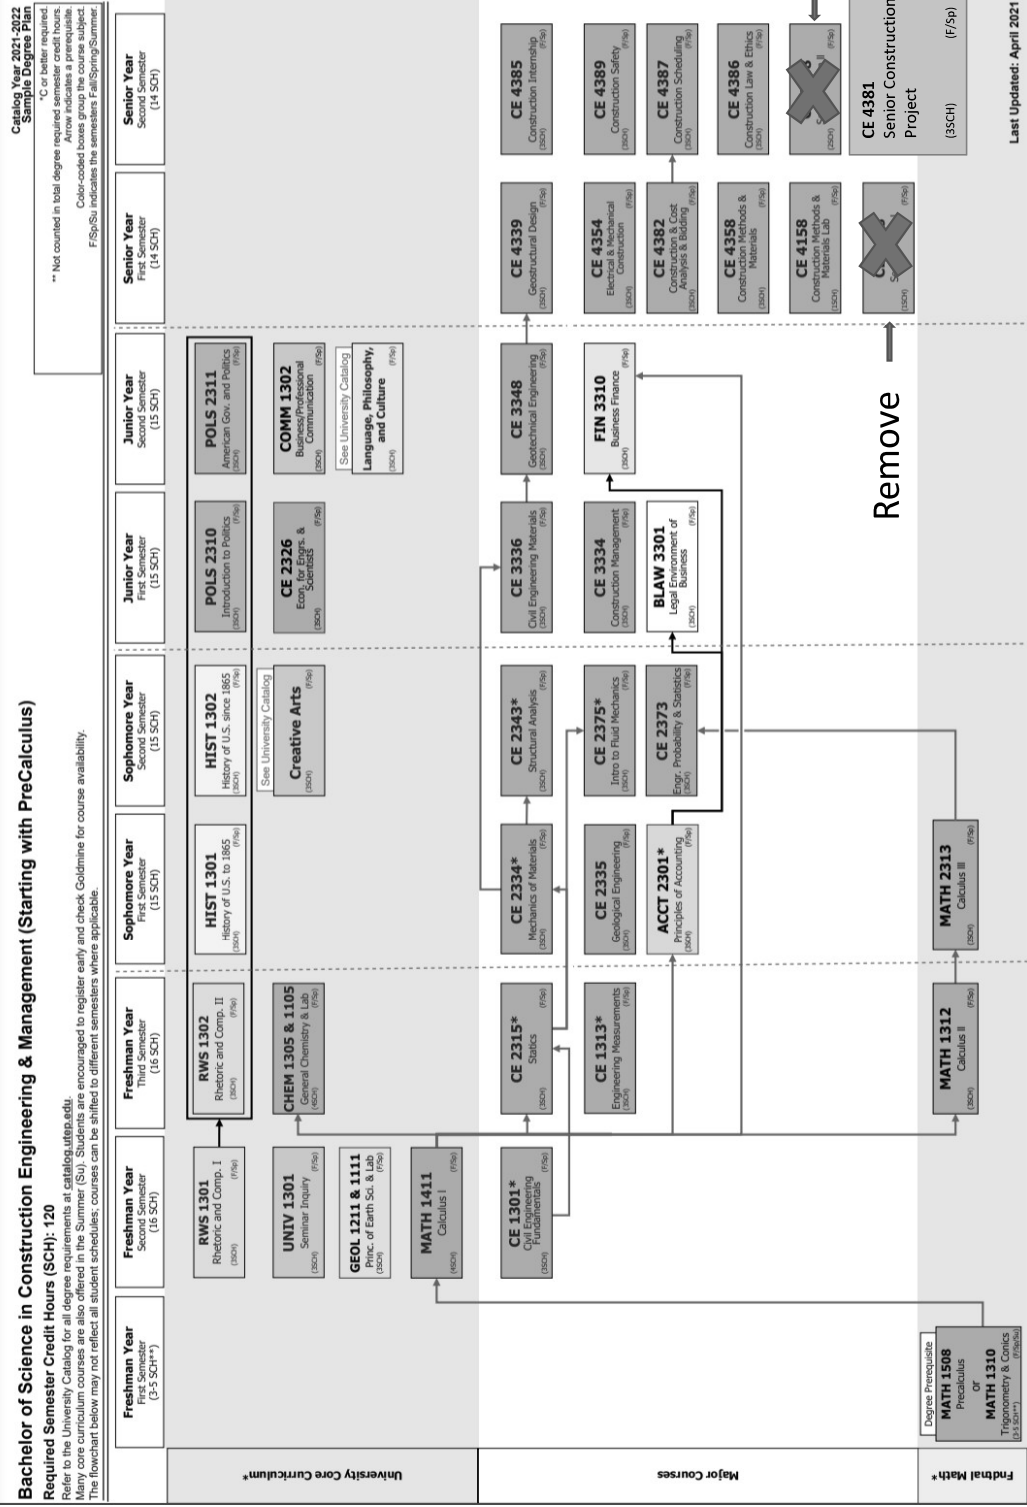 Bachelor of Science in Construction Engineering & Management (Starting with PreCalculus)
Required Semester Credit Hours (SCH): 120
Refer to the University Catalog for all degree requirements at catalog.utep.edu.
Many core curriculum courses are also offered in the Summer (Su). Students are encouraged to register early and check Goldmine for course availability.
The flowchart below may not reflect all student schedules; courses can be shifted to different semesters where applicable.
Catalog Year 2021-2022
Sample Degree Plan
*C or better required.
** Not counted in total degree required semester credit hours.
Arrow indicates a prerequisite.
Color-coded boxes group the course subject.
F/Sp/Su indicates the semesters Fall/Spring/Summer.
Freshman Year
First Semester
(3-5 SCH**)
Freshman Year
Second Semester
(16 SCH)
Freshman Year
Third Semester
(16 SCH)
Sophomore Year
First Semester
(15 SCH)
Sophomore Year
Second Semester
(15 SCH)
Junior Year
First Semester
(15 SCH)
Junior Year
Second Semester
(15 SCH)
Senior Year
First Semester
(14 SCH)
Senior Year
Second Semester
(14 SCH)
University Core Curriculum*
RWS 1301
Rhetoric and Comp. I
(3SCH) (F/Sp)
RWS 1302
Rhetoric and Comp. II
(3SCH) (F/Sp)
HIST 1301
History of U.S. to 1865
(3SCH) (F/Sp)
HIST 1302
History of U.S. since 1865
(3SCH) (F/Sp)
POLS 2310
Introduction to Politics
(3SCH) (F/Sp)
POLS 2311
American Gov. and Politics
(3SCH) (F/Sp)
UNIV 1301
Seminar Inquiry
(3SCH) (F/Sp)
CHEM 1305 & 1105
General Chemistry & Lab
(4SCH) (F/Sp)
See University Catalog
Creative Arts
(3SCH) (F/Sp)
CE 2326
Econ. for Engrs. &
Scientists
(3SCH) (F/Sp)
COMM 1302
Business/Professional
Communication
(3SCH) (F/Sp)
GEOL 1211 & 1111
Princ. of Earth Sci. & Lab
(3SCH) (F/Sp)
See University Catalog
Language, Philosophy,
and Culture
(3SCH) (F/Sp)
MATH 1411
Calculus I
(4SCH) (F/Sp)
Major Courses
CE 1301*
Civil Engineering
Fundamentals
(3SCH) (F/Sp)
CE 2315*
Statics
(3SCH) (F/Sp)
CE 2334*
Mechanics of Materials
(3SCH) (F/Sp)
CE 2343*
Structural Analysis
(3SCH) (F/Sp)
CE 3336
Civil Engineering Materials
(3SCH) (F/Sp)
CE 3348
Geotechnical Engineering
(3SCH) (F/Sp)
CE 4339
Geostructural Design
(3SCH) (F/Sp)
CE 4385
Construction Internship
(3SCH) (F/Sp)
CE 1313*
Engineering Measurements
(3SCH) (F/Sp)
CE 2335
Geological Engineering
(3SCH) (F/Sp)
CE 2375*
Intro to Fluid Mechanics
(3SCH) (F/Sp)
CE 3334
Construction Management
(3SCH) (F/Sp)
FIN 3310
Business Finance
(3SCH) (F/Sp)
CE 4354
Electrical & Mechanical
Construction
(3SCH) (F/Sp)
CE 4389
Construction Safety
(3SCH) (F/Sp)
ACCT 2301*
Principles of Accounting
(3SCH) (F/Sp)
CE 2373
Engr. Probability & Statistics
(3SCH) (F/Sp)
BLAW 3301
Legal Environment of
Business
(3SCH) (F/Sp)
CE 4382
Construction & Cost
Analysis & Bidding
(3SCH) (F/Sp)
CE 4387
Construction Scheduling
(3SCH) (F/Sp)
CE 4358
Construction Methods &
Materials
(3SCH) (F/Sp)
CE 4386
Construction Law & Ethics
(3SCH) (F/Sp)
CE 4158
Construction Methods &
Materials Lab
(1SCH) (F/Sp)
(2SCH) (F/Sp)
(1SCH) (F/Sp)
Remove
CE 4381
Senior Construction
Project
(3SCH) (F/Sp)
Fndtnal Math*
Degree Prerequisite
MATH 1508
Precalculus
or
MATH 1310
Trigonometry & Conics
(3-5 SCH**) (F/Sp/Su)
MATH 1312
Calculus II
(3SCH) (F/Sp)
MATH 2313
Calculus III
(3SCH) (F/Sp)
Last Updated: April 2021